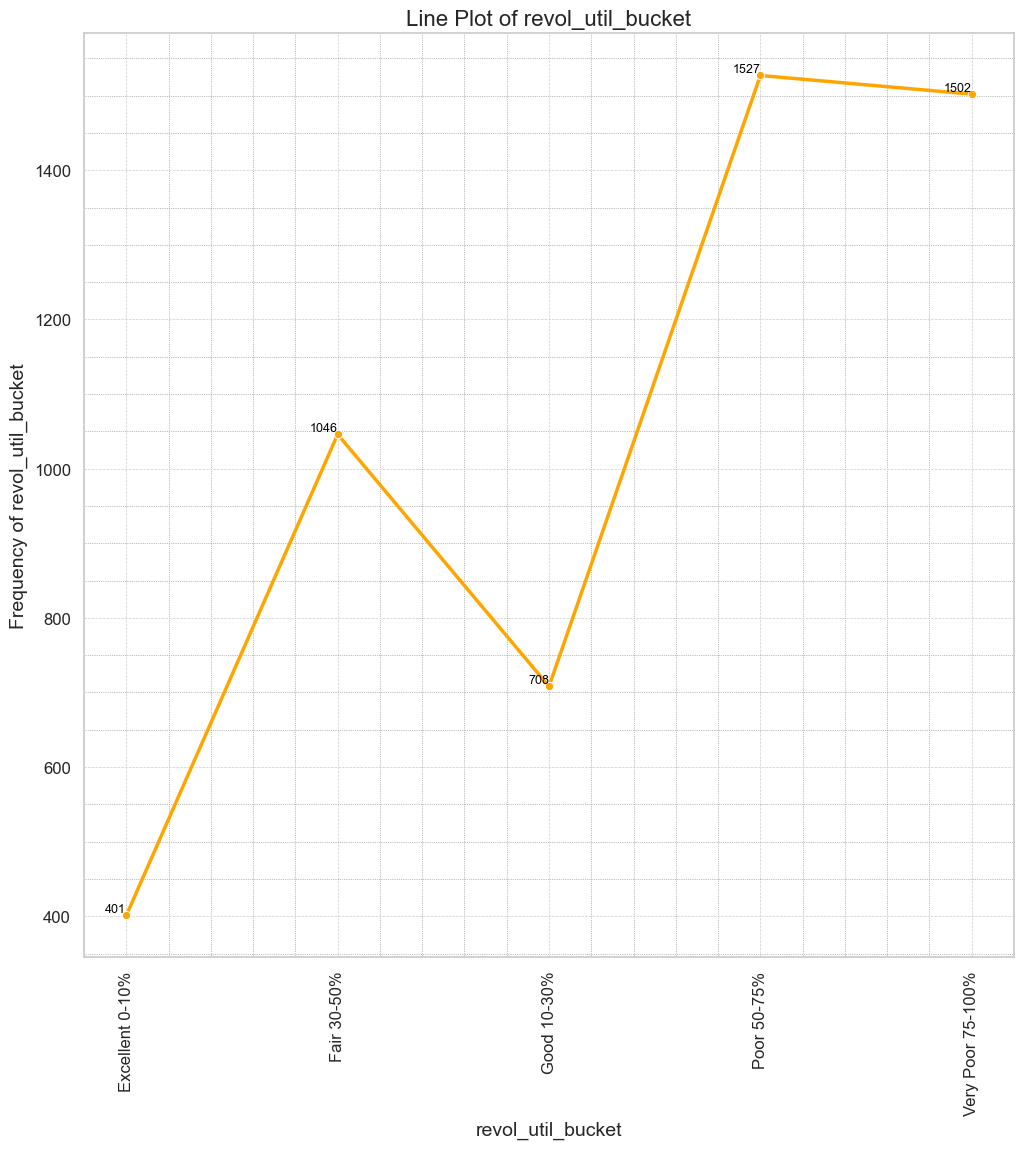 Line Plot of revol_util_bucket
Frequency of revol_util_bucket
1400
1200
1000
800
600
400
401
1046
708
1527
1502
Excellent 0-10%
Fair 30-50%
Good 10-30%
Poor 50-75%
Very Poor 75-100%
revol_util_bucket